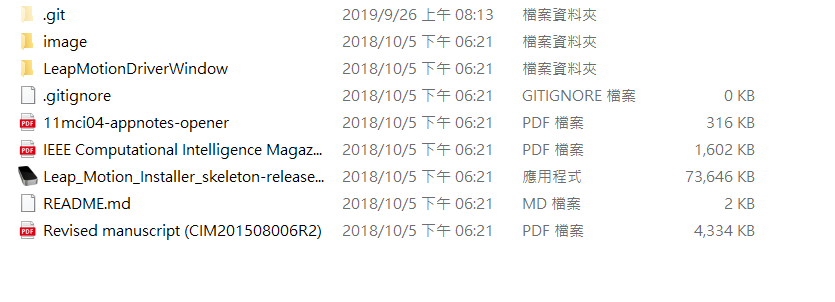 .git 2019/9/26 上午 08:13 檔案資料夾
image 2018/10/5 下午 06:21 檔案資料夾
LeapMotionDriverWindow 2018/10/5 下午 06:21 檔案資料夾
.gitignore 2018/10/5 下午 06:21 GITIGNORE 檔案 0 KB
11mci04-appnotes-opener 2018/10/5 下午 06:21 PDF 檔案 316 KB
IEEE Computational Intelligence Magaz... 2018/10/5 下午 06:21 PDF 檔案 1,602 KB
Leap_Motion_Installer_skeleton-release... 2018/10/5 下午 06:21 應用程式 73,646 KB
README.md 2018/10/5 下午 06:21 MD 檔案 2 KB
Revised manuscript (CIM201508006R2) 2018/10/5 下午 06:21 PDF 檔案 4,334 KB